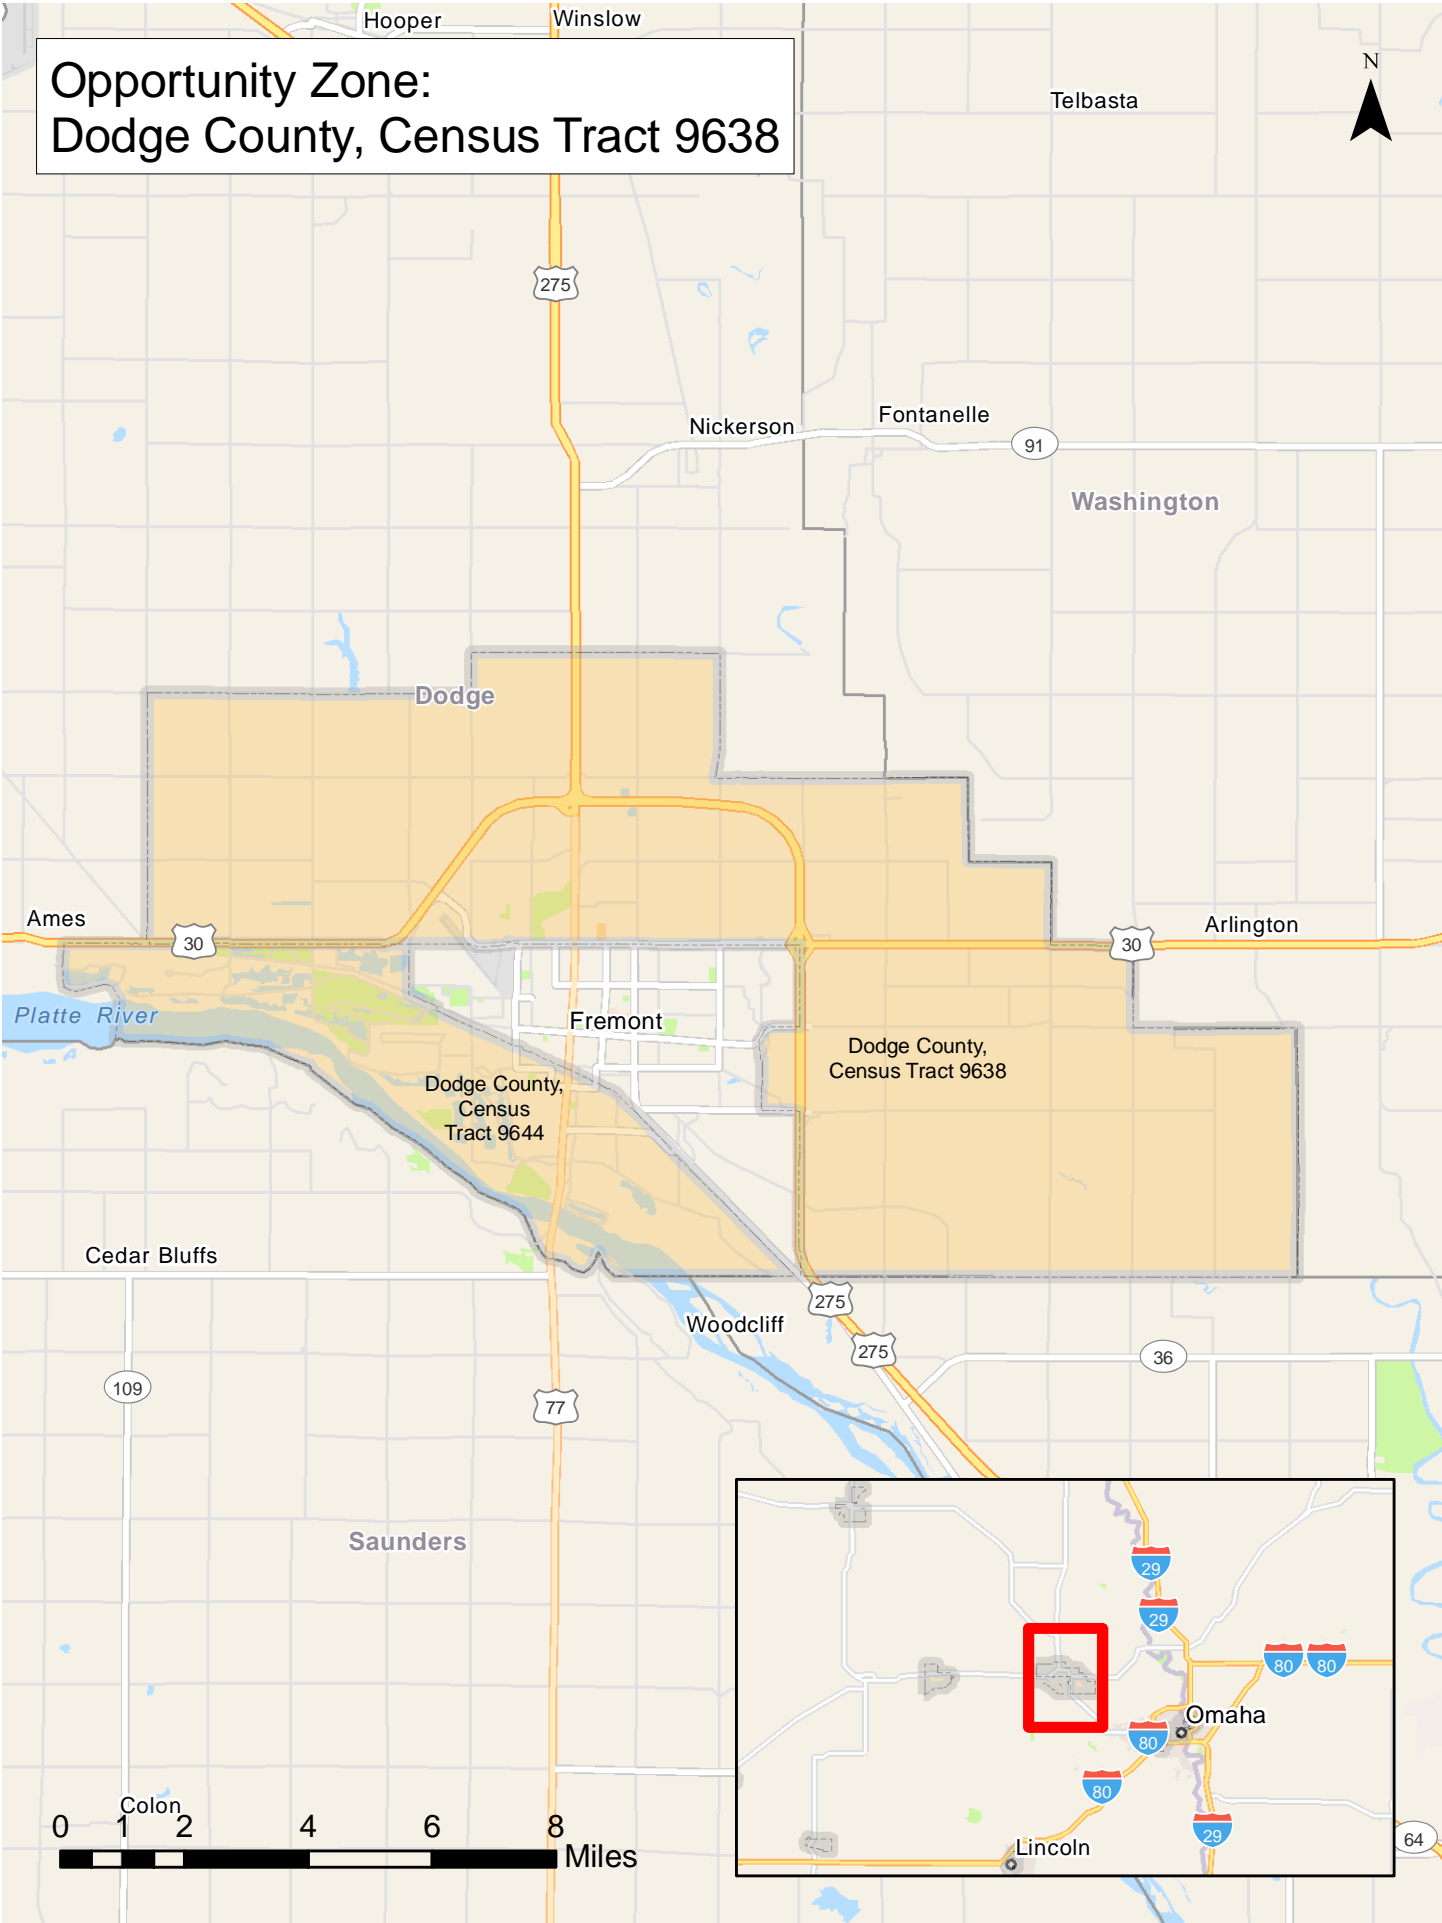 Hooper
Winslow
Opportunity Zone:
Dodge County, Census Tract 9638
N
Telbasta
275
Nickerson
Fontanelle
91
Washington
Dodge
Ames
30
30
Arlington
Platte River
Fremont
Dodge County,
Census Tract 9638
Dodge County,
Census
Tract 9644
Cedar Bluffs
275
Woodcliff
275
36
109
77
Saunders
29
29
80
80
Omaha
80
80
29
Lincoln
64
Colon
0 1 2 4 6 8
Miles